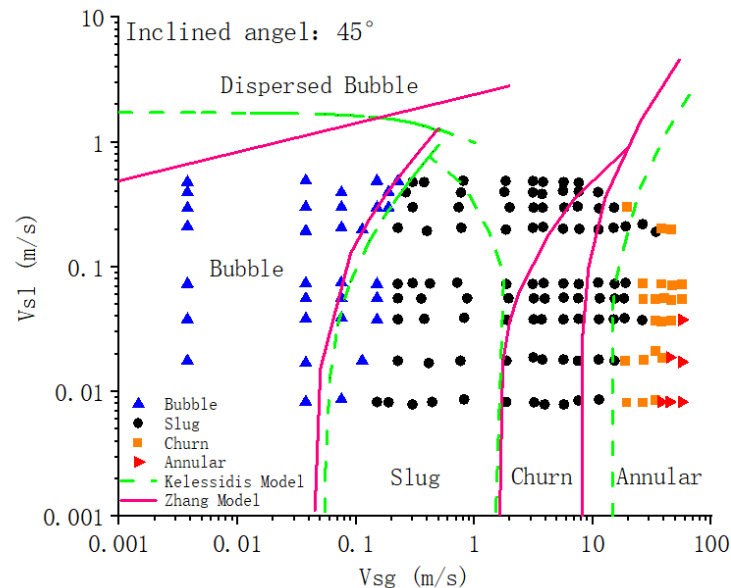 Inclined angel: 45°
Dispersed Bubble
Bubble
Slug
Churn
Annular
Bubble
Slug
Churn
Annular
Kelessidis Model
Zhang Model
10
1
0.1
0.01
0.001
Vsl (m/s)
0.001
0.01
0.1
1
10
100
Vsg (m/s)